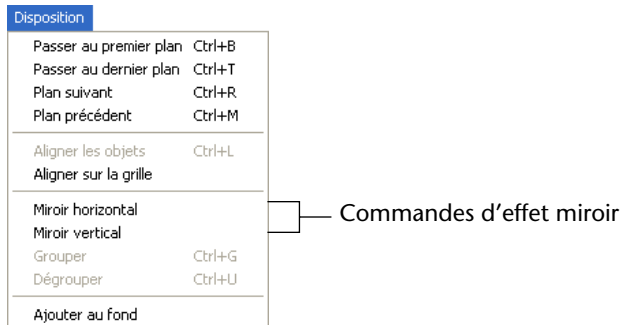 Disposition
Passer au premier plan Ctrl+B
Passer au dernier plan Ctrl+T
Plan suivant Ctrl+R
Plan précédent Ctrl+M
Aligner les objets Ctrl+L
Aligner sur la grille
Miroir horizontal
Commandes d'effet miroir
Miroir vertical
Grouper Ctrl+G
Dégrouper Ctrl+U
Ajouter au fond